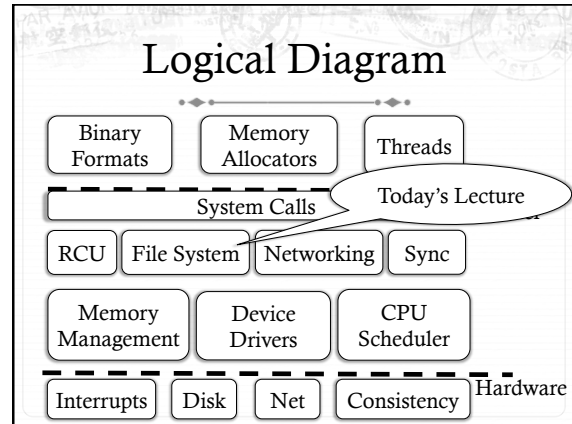 Logical Diagram
Binary
Formats
Memory
Allocators
Threads
Today's Lecture
System Calls
RCU
File System
Networking
Sync
Memory
Management
Device
Drivers
CPU
Scheduler
Hardware
Interrupts
Disk
Net
Consistency